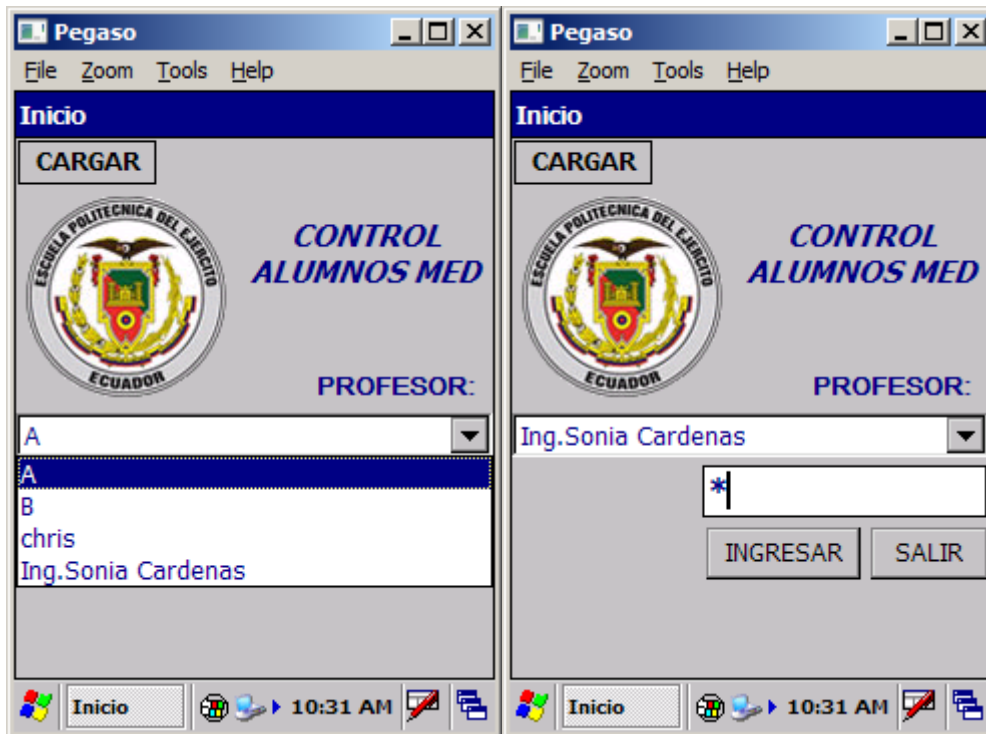 Pegaso
File Zoom Tools Help
Inicio
CARGAR
ESCUELA POLITECNICA DEL EJERCITO
ECUADOR
CONTROL
ALUMNOS MED
PROFESOR:
A
A
B
chris
Ing.Sonia Cardenas
Inicio
10:31 AM
Pegaso
File Zoom Tools Help
Inicio
CARGAR
ESCUELA POLITECNICA DEL EJERCITO
ECUADOR
CONTROL
ALUMNOS MED
PROFESOR:
Ing.Sonia Cardenas
*
INGRESAR SALIR
Inicio
10:31 AM